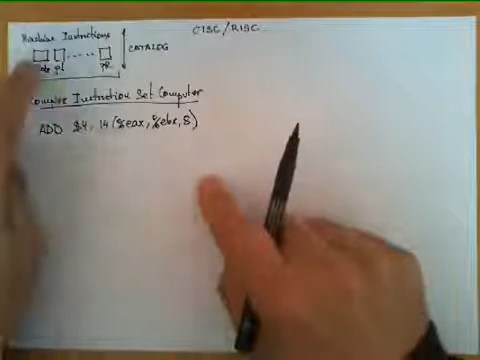 CISC/RISC
Machine Instructions
CATALOG
Complex Instruction Set Computer
ADD $4, 14(%eax, %ebx, 8)